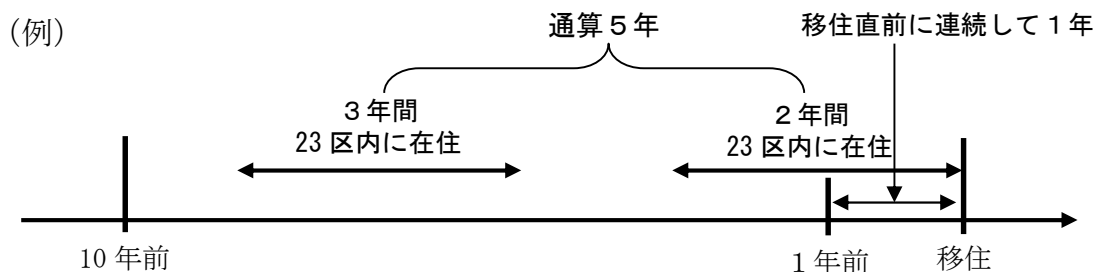 (例)
通算５年
移住直前に連続して１年
３年間
23 区内に在住
２年間
23 区内に在住
10 年前
１年前
移住